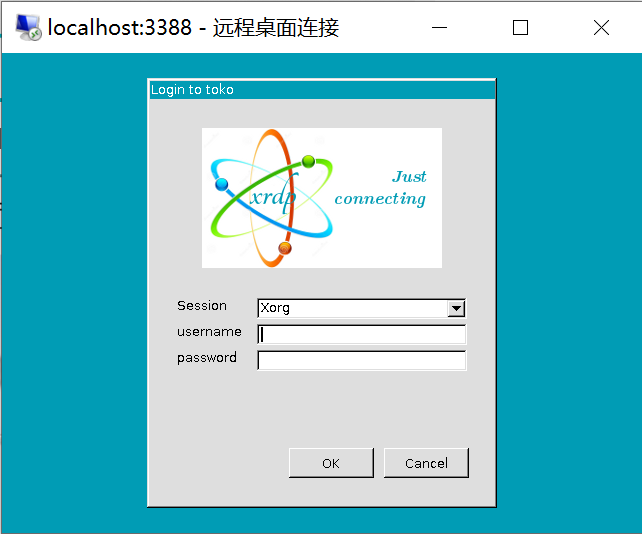 localhost:3388 - 远程桌面连接
Login to toko
xrdp
Just
connecting
Session
Xorg
username
password
OK
Cancel